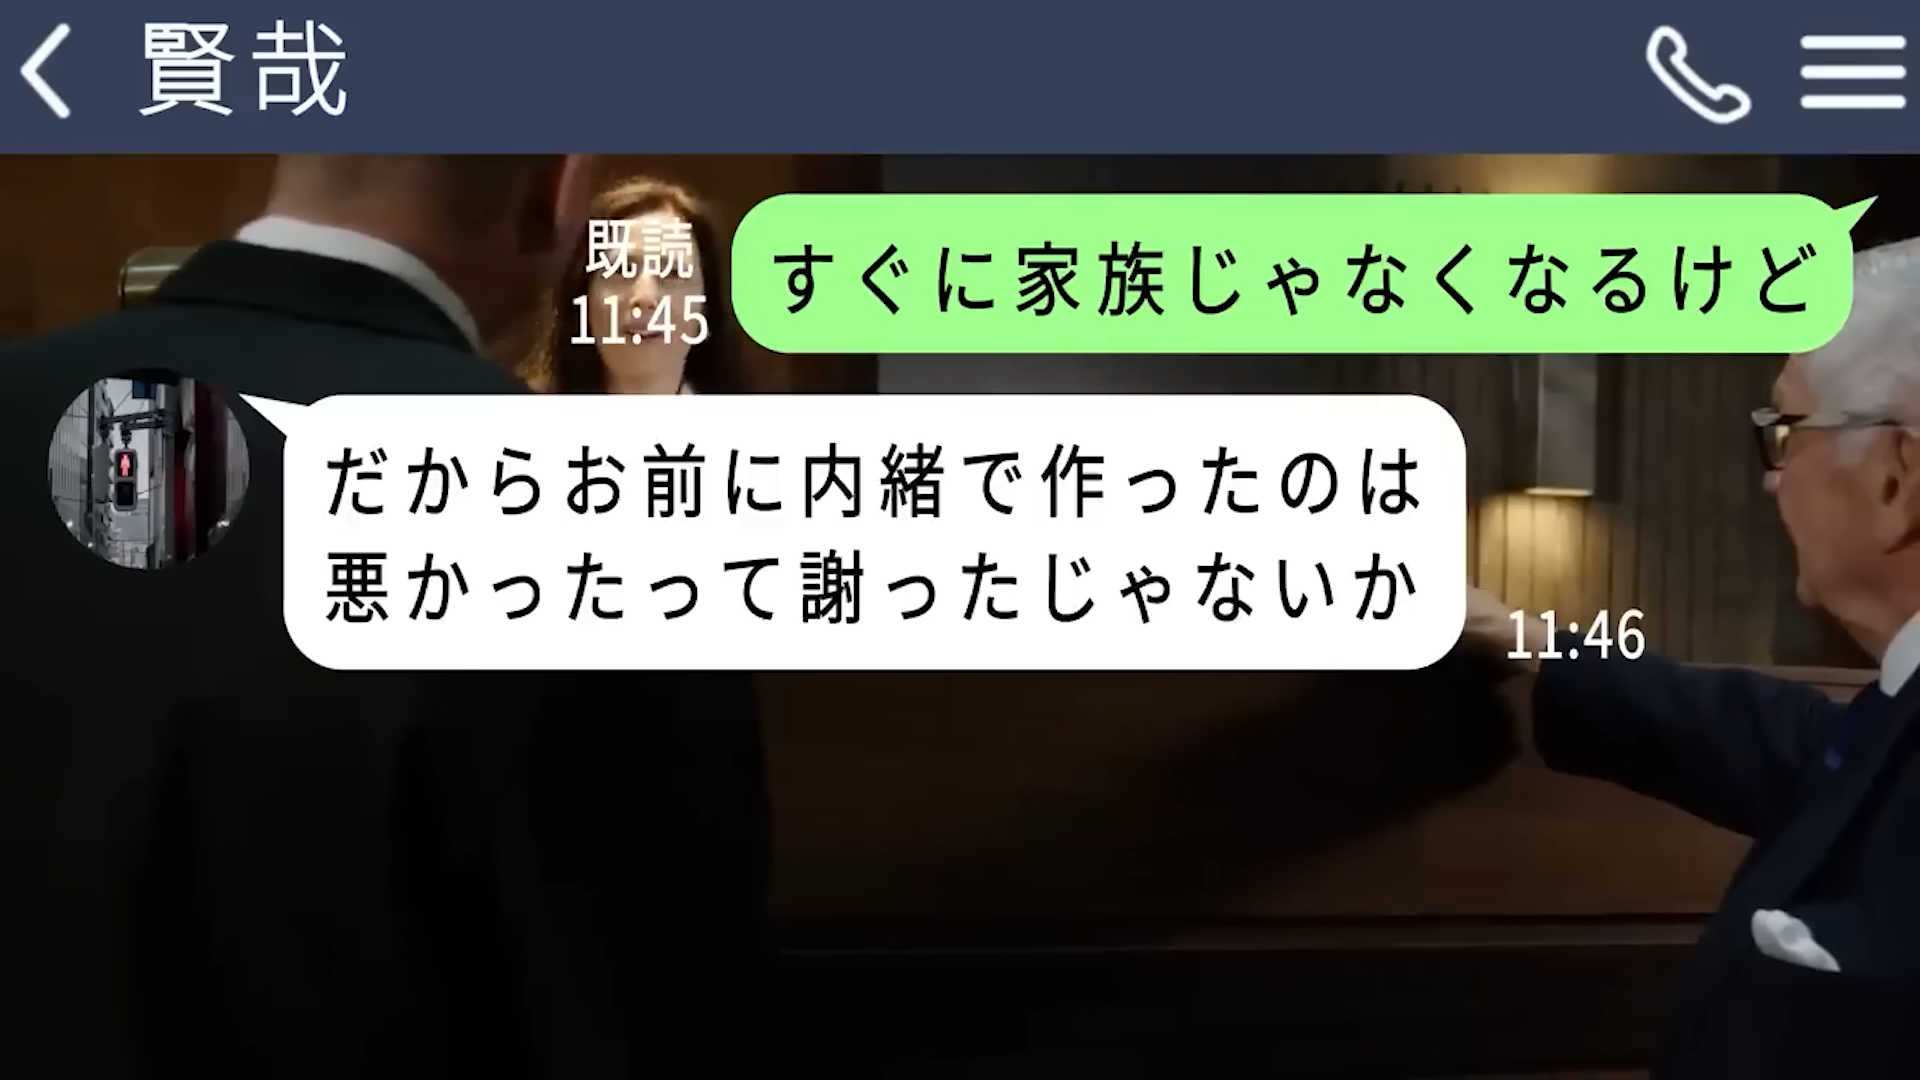 賢哉
すぐに家族じゃなくなるけど
既読
11:45
だからお前に内緒で作ったのは
悪かったって謝ったじゃないか
11:46